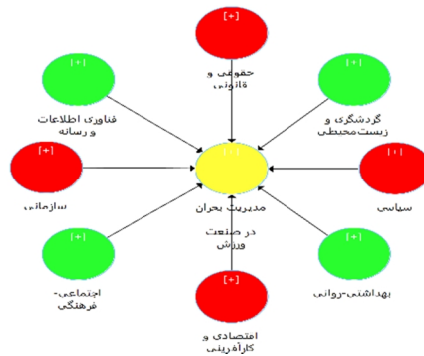 [+]
حقوقی و
قانونی
[+]
گردشگری و
زیست‌محیطی
[+]
فناوری اطلاعات
و رسانه
[+]
سیاسی
[+]
سازمانی
[+]
مدیریت بحران
در صنعت
ورزش
[+]
بهداشتی-روانی
[+]
اجتماعی-
فرهنگی
[+]
اقتصادی و
کارآفرینی